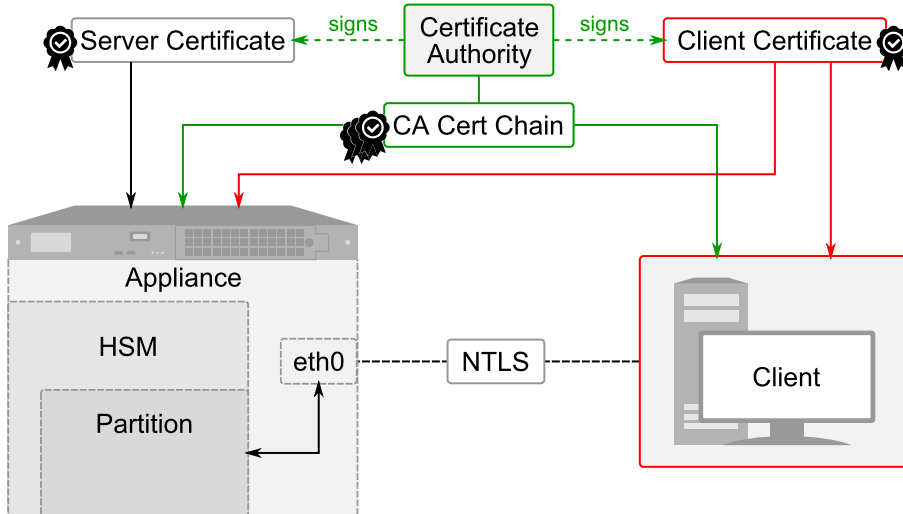 Server Certificate
signs
Certificate
Authority
signs
Client Certificate
CA Cert Chain
Appliance
HSM
eth0
NTLS
Client
Partition